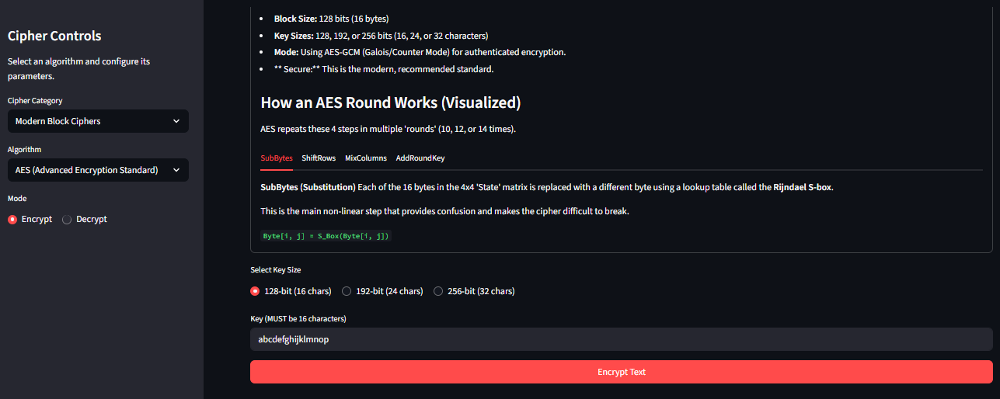 Cipher Controls
Select an algorithm and configure its
parameters.
Cipher Category
Modern Block Ciphers
Algorithm
AES (Advanced Encryption Standard)
Mode
Encrypt
Decrypt
• Block Size: 128 bits (16 bytes)
• Key Sizes: 128, 192, or 256 bits (16, 24, or 32 characters)
• Mode: Using AES-GCM (Galois/Counter Mode) for authenticated encryption.
• ** Secure:** This is the modern, recommended standard.
How an AES Round Works (Visualized)
AES repeats these 4 steps in multiple 'rounds' (10, 12, or 14 times).
SubBytes ShiftRows MixColumns AddRoundKey
SubBytes (Substitution) Each of the 16 bytes in the 4x4 'State' matrix is replaced with a different byte using a lookup table called the Rijndael S-box.
This is the main non-linear step that provides confusion and makes the cipher difficult to break.
Byte[i, j] = S_Box(Byte[i, j])
Select Key Size
128-bit (16 chars) 192-bit (24 chars) 256-bit (32 chars)
Key (MUST be 16 characters)
abcdefghijklmnop
Encrypt Text